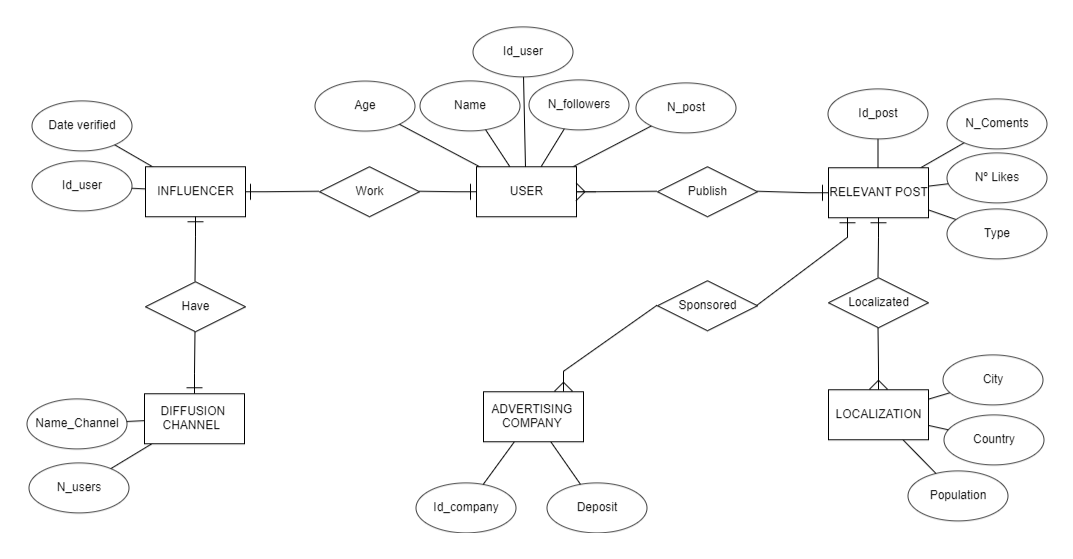 Id_user
Age
Name
N_followers
N_post
Id_post
N_Coments
Date verified
Id_user
INFLUENCER
Work
USER
Publish
RELEVANT POST
Nº Likes
Type
Have
Sponsored
Localizated
City
DIFFUSION
CHANNEL
Name_Channel
ADVERTISING
COMPANY
LOCALIZATION
Country
N_users
Id_company
Deposit
Population